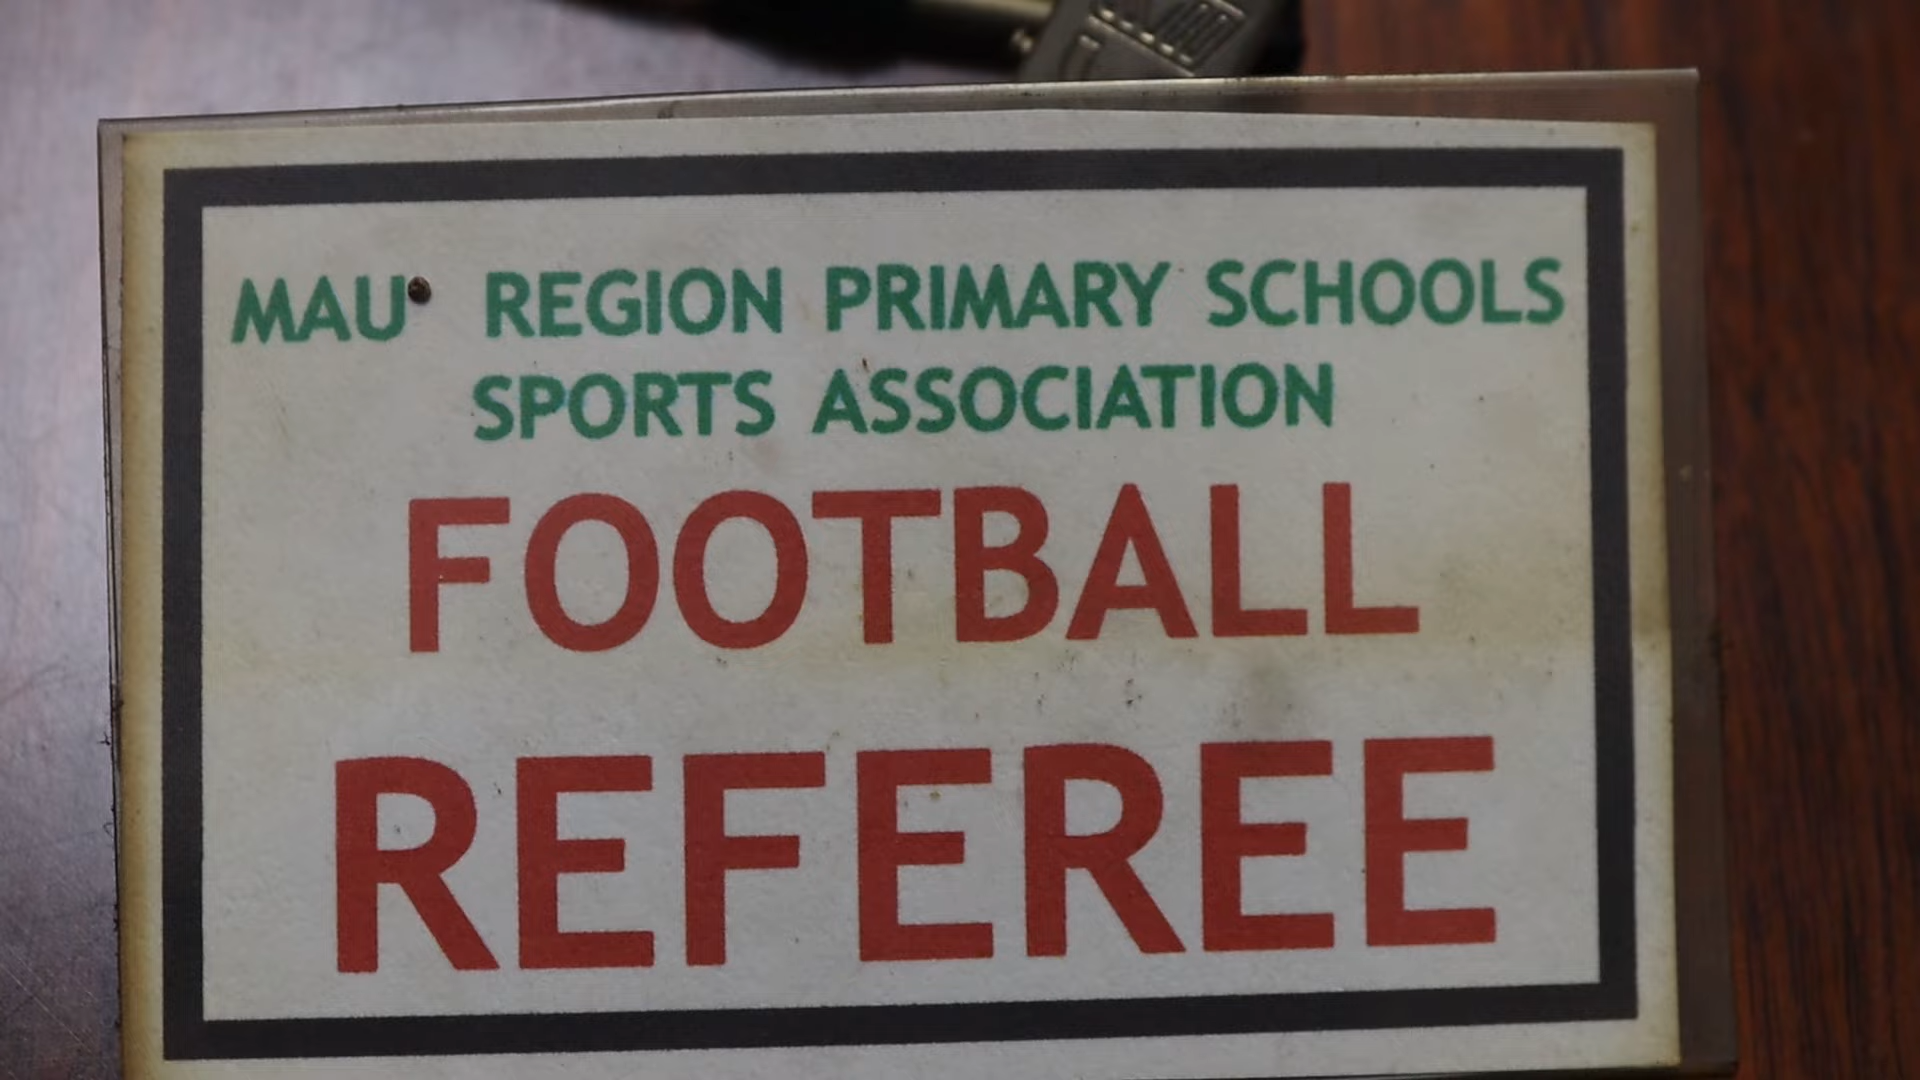 MAU REGION PRIMARY SCHOOLS
SPORTS ASSOCIATION
FOOTBALL
REFEREE